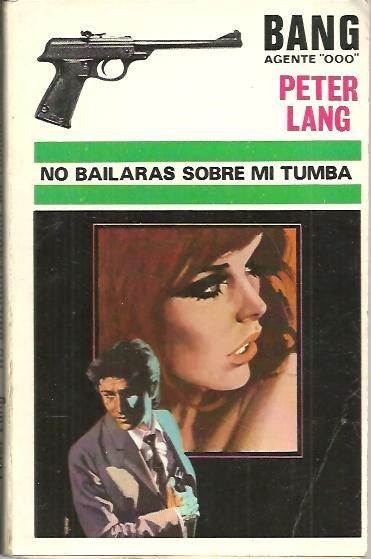 BANG
AGENTE "OOO"
PETER
LANG
NO BAILARAS SOBRE MI TUMBA